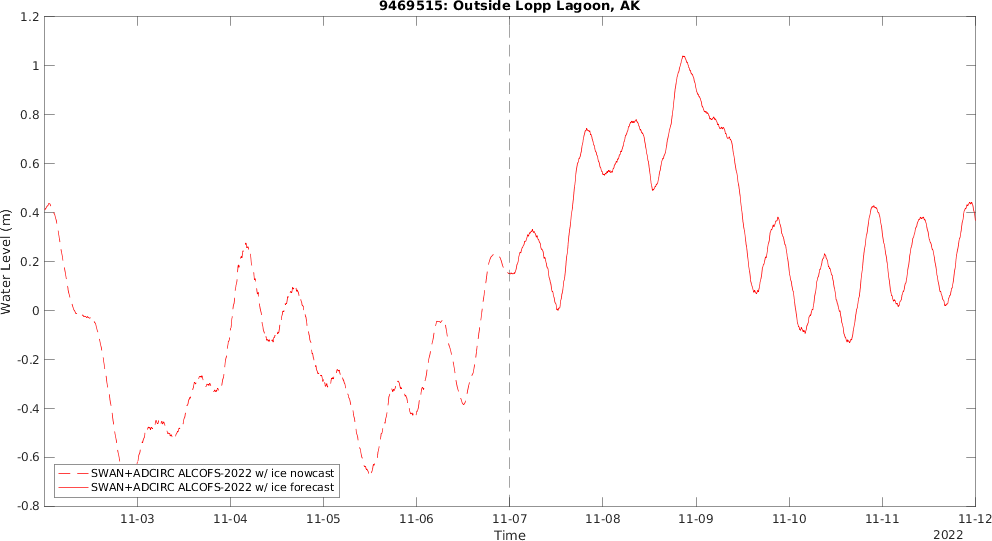 9469515: Outside Lopp Lagoon, AK
1.2
1
0.8
0.6
0.4
0.2
0
-0.2
-0.4
-0.6
-0.8
Water Level (m)
SWAN+ADCIRC ALCOFS-2022 w/ ice nowcast
SWAN+ADCIRC ALCOFS-2022 w/ ice forecast
11-03 11-04 11-05 11-06 11-07 11-08 11-09 11-10 11-11 11-12
Time
2022